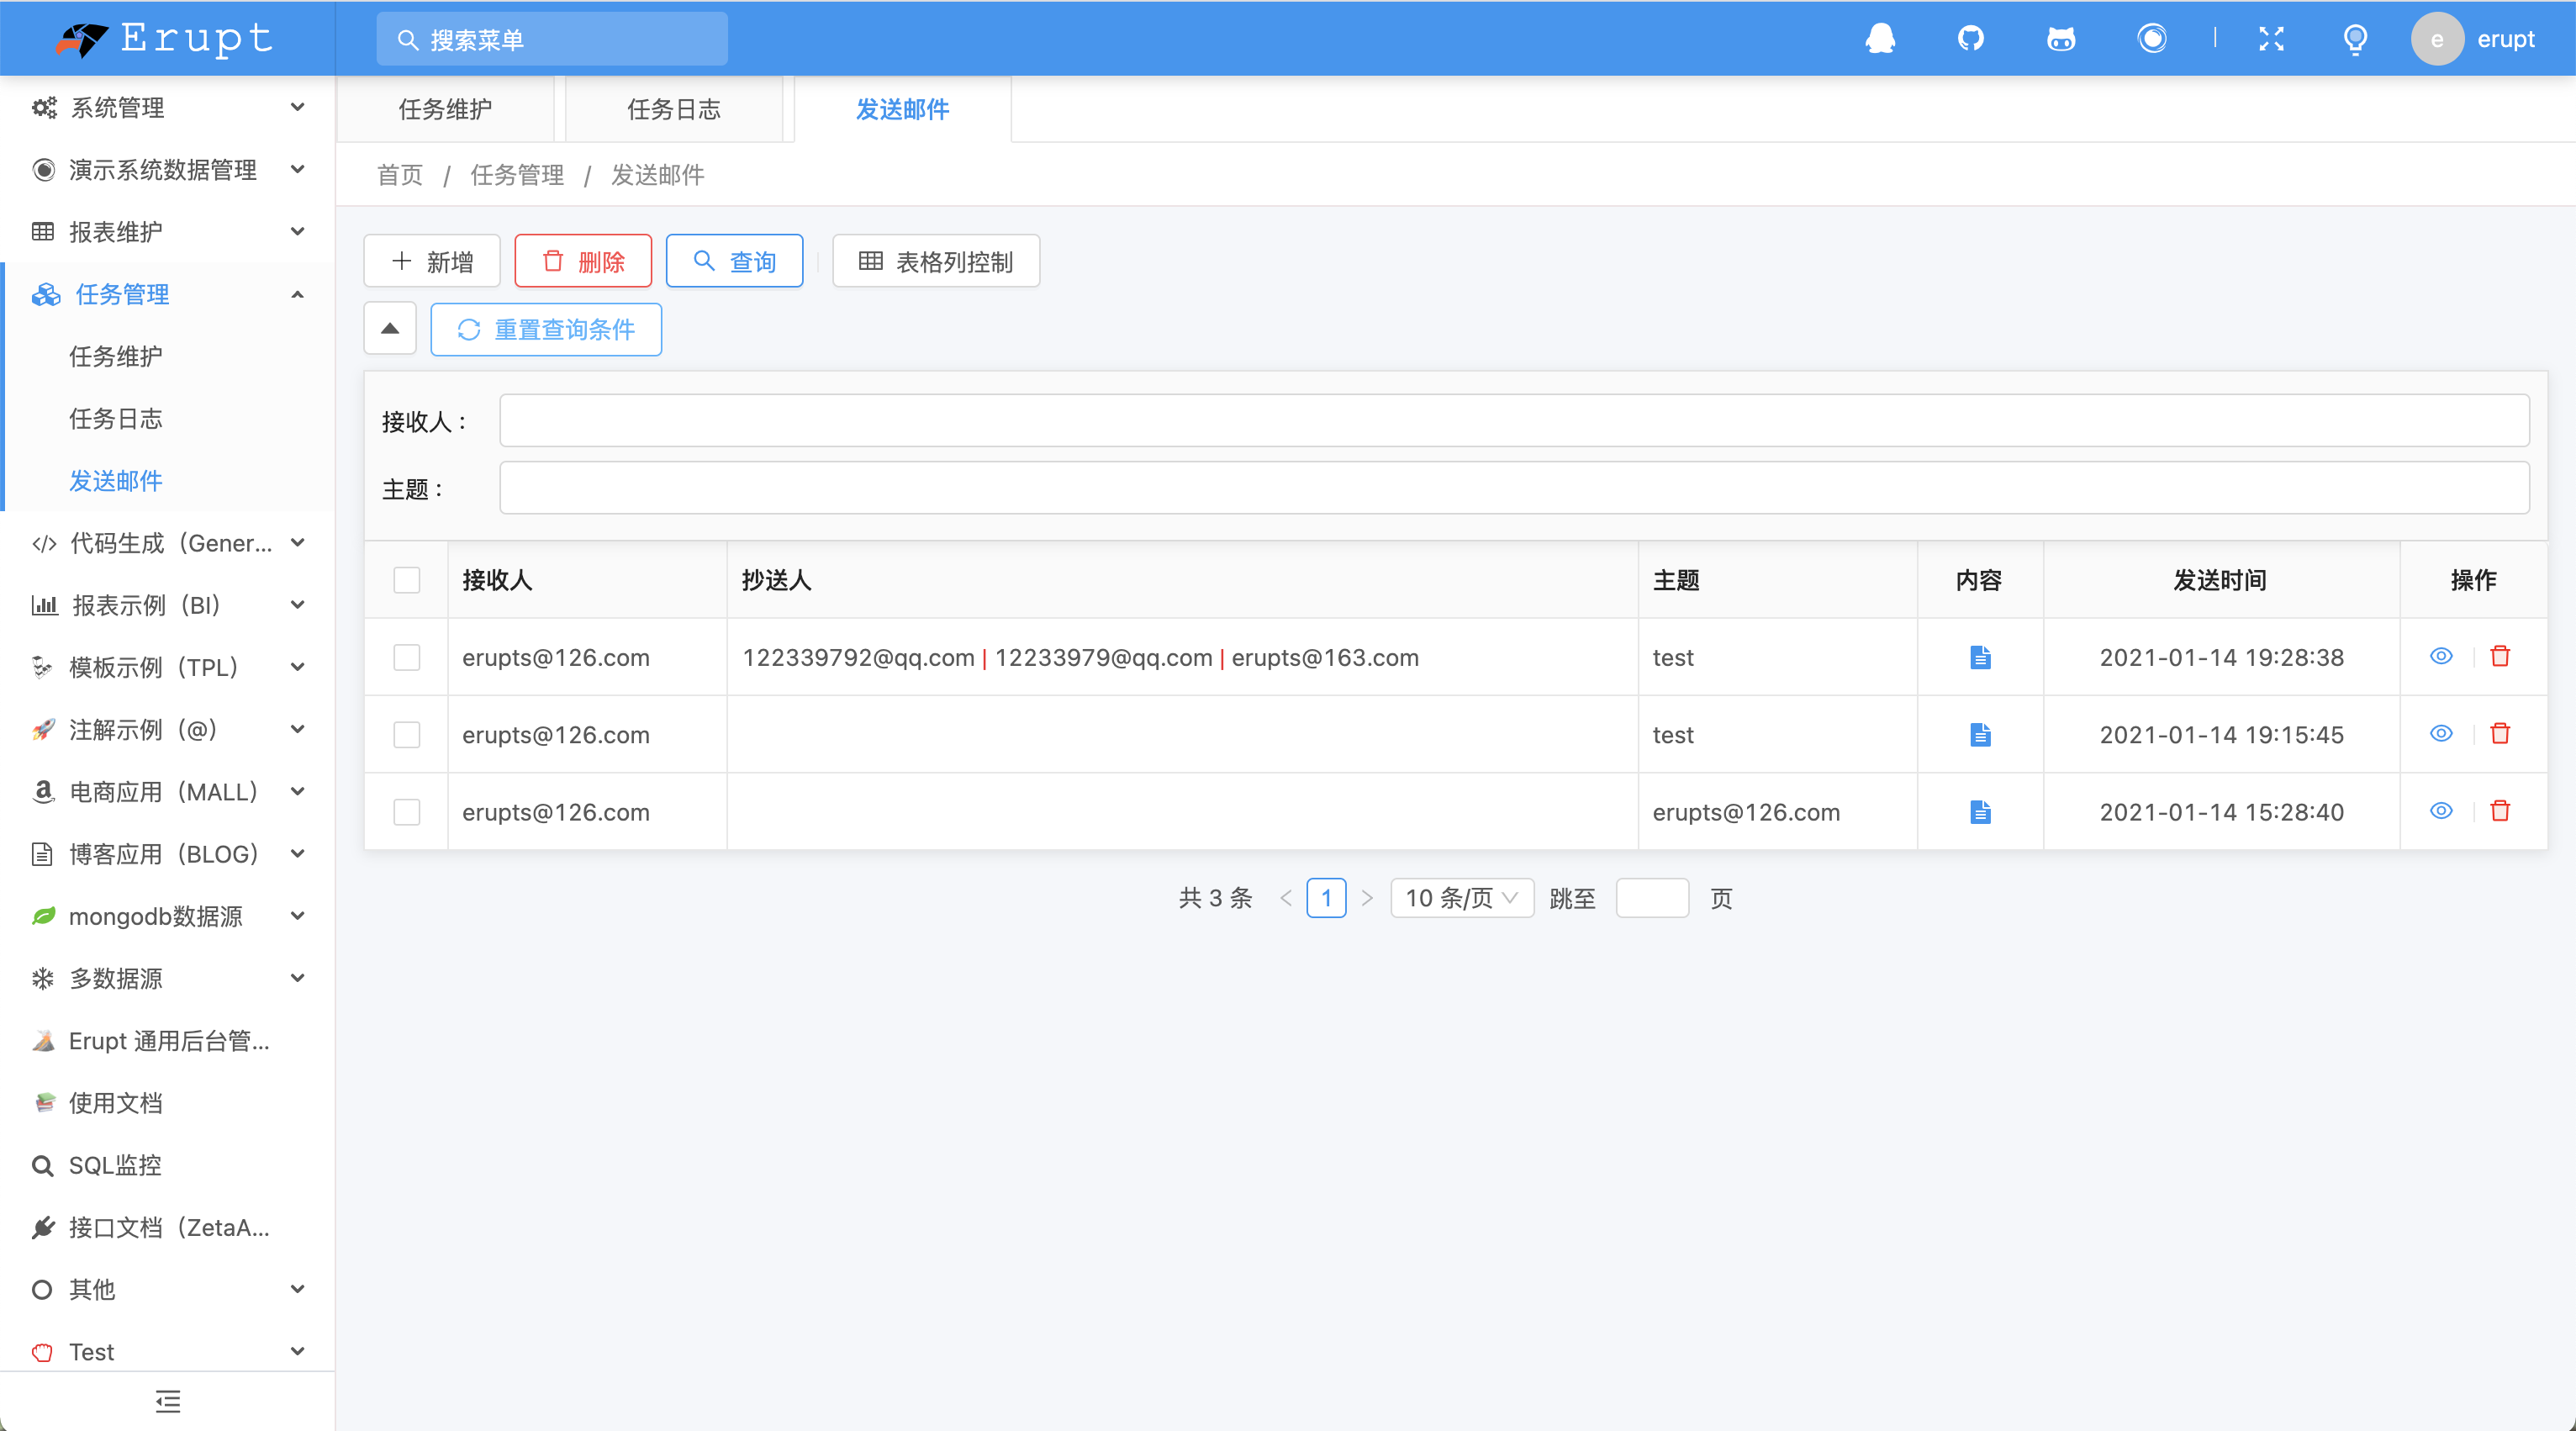 Erupt
搜索菜单
e erupt
系统管理
演示系统数据管理
报表维护
任务管理
任务维护
任务日志
发送邮件
代码生成（Gener...
报表示例（BI）
模板示例（TPL）
注解示例（@）
电商应用（MALL）
博客应用（BLOG）
mongodb数据源
多数据源
Erupt 通用后台管...
使用文档
SQL监控
接口文档（ZetaA...
其他
Test
任务维护 任务日志 发送邮件
首页 / 任务管理 / 发送邮件
新增 删除 查询 表格列控制
重置查询条件
接收人：
主题：
接收人 抄送人 主题 内容 发送时间 操作
erupts@126.com 122339792@qq.com | 12233979@qq.com | erupts@163.com test 2021-01-14 19:28:38
erupts@126.com test 2021-01-14 19:15:45
erupts@126.com erupts@126.com 2021-01-14 15:28:40
共 3 条 < 1 > 10 条/页 跳至 页